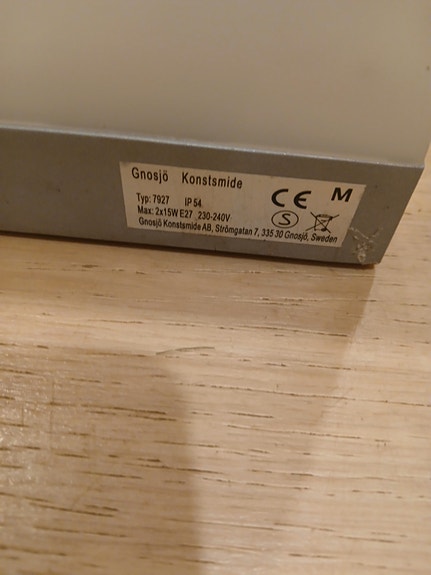 Gnosjö Konstsmide
Typ: 7927 IP 54
Max: 2x15W E27 230-240V
Gnosjö Konstsmide AB, Strömgatan 7, 335 30 Gnosjö, Sweden
CE M
S